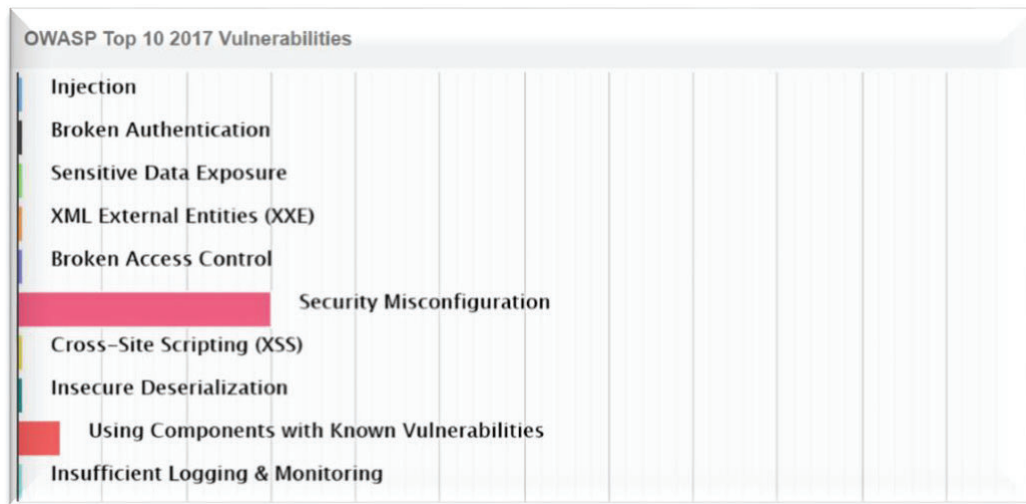 OWASP Top 10 2017 Vulnerabilities
Injection
Broken Authentication
Sensitive Data Exposure
XML External Entities (XXE)
Broken Access Control
Security Misconfiguration
Cross-Site Scripting (XSS)
Insecure Deserialization
Using Components with Known Vulnerabilities
Insufficient Logging & Monitoring